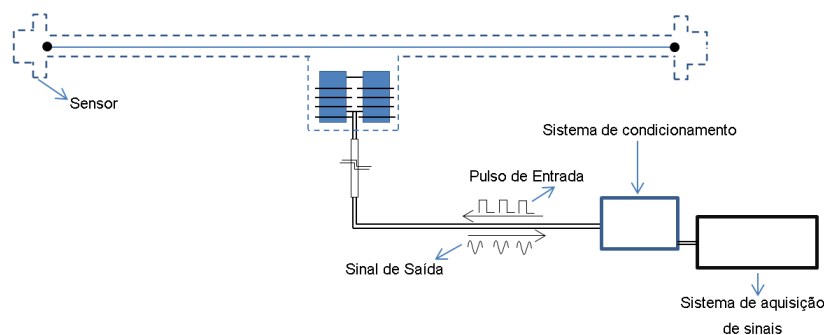 Sensor
Sistema de condicionamento
Pulso de Entrada
Sinal de Saída
Sistema de aquisição
de sinais